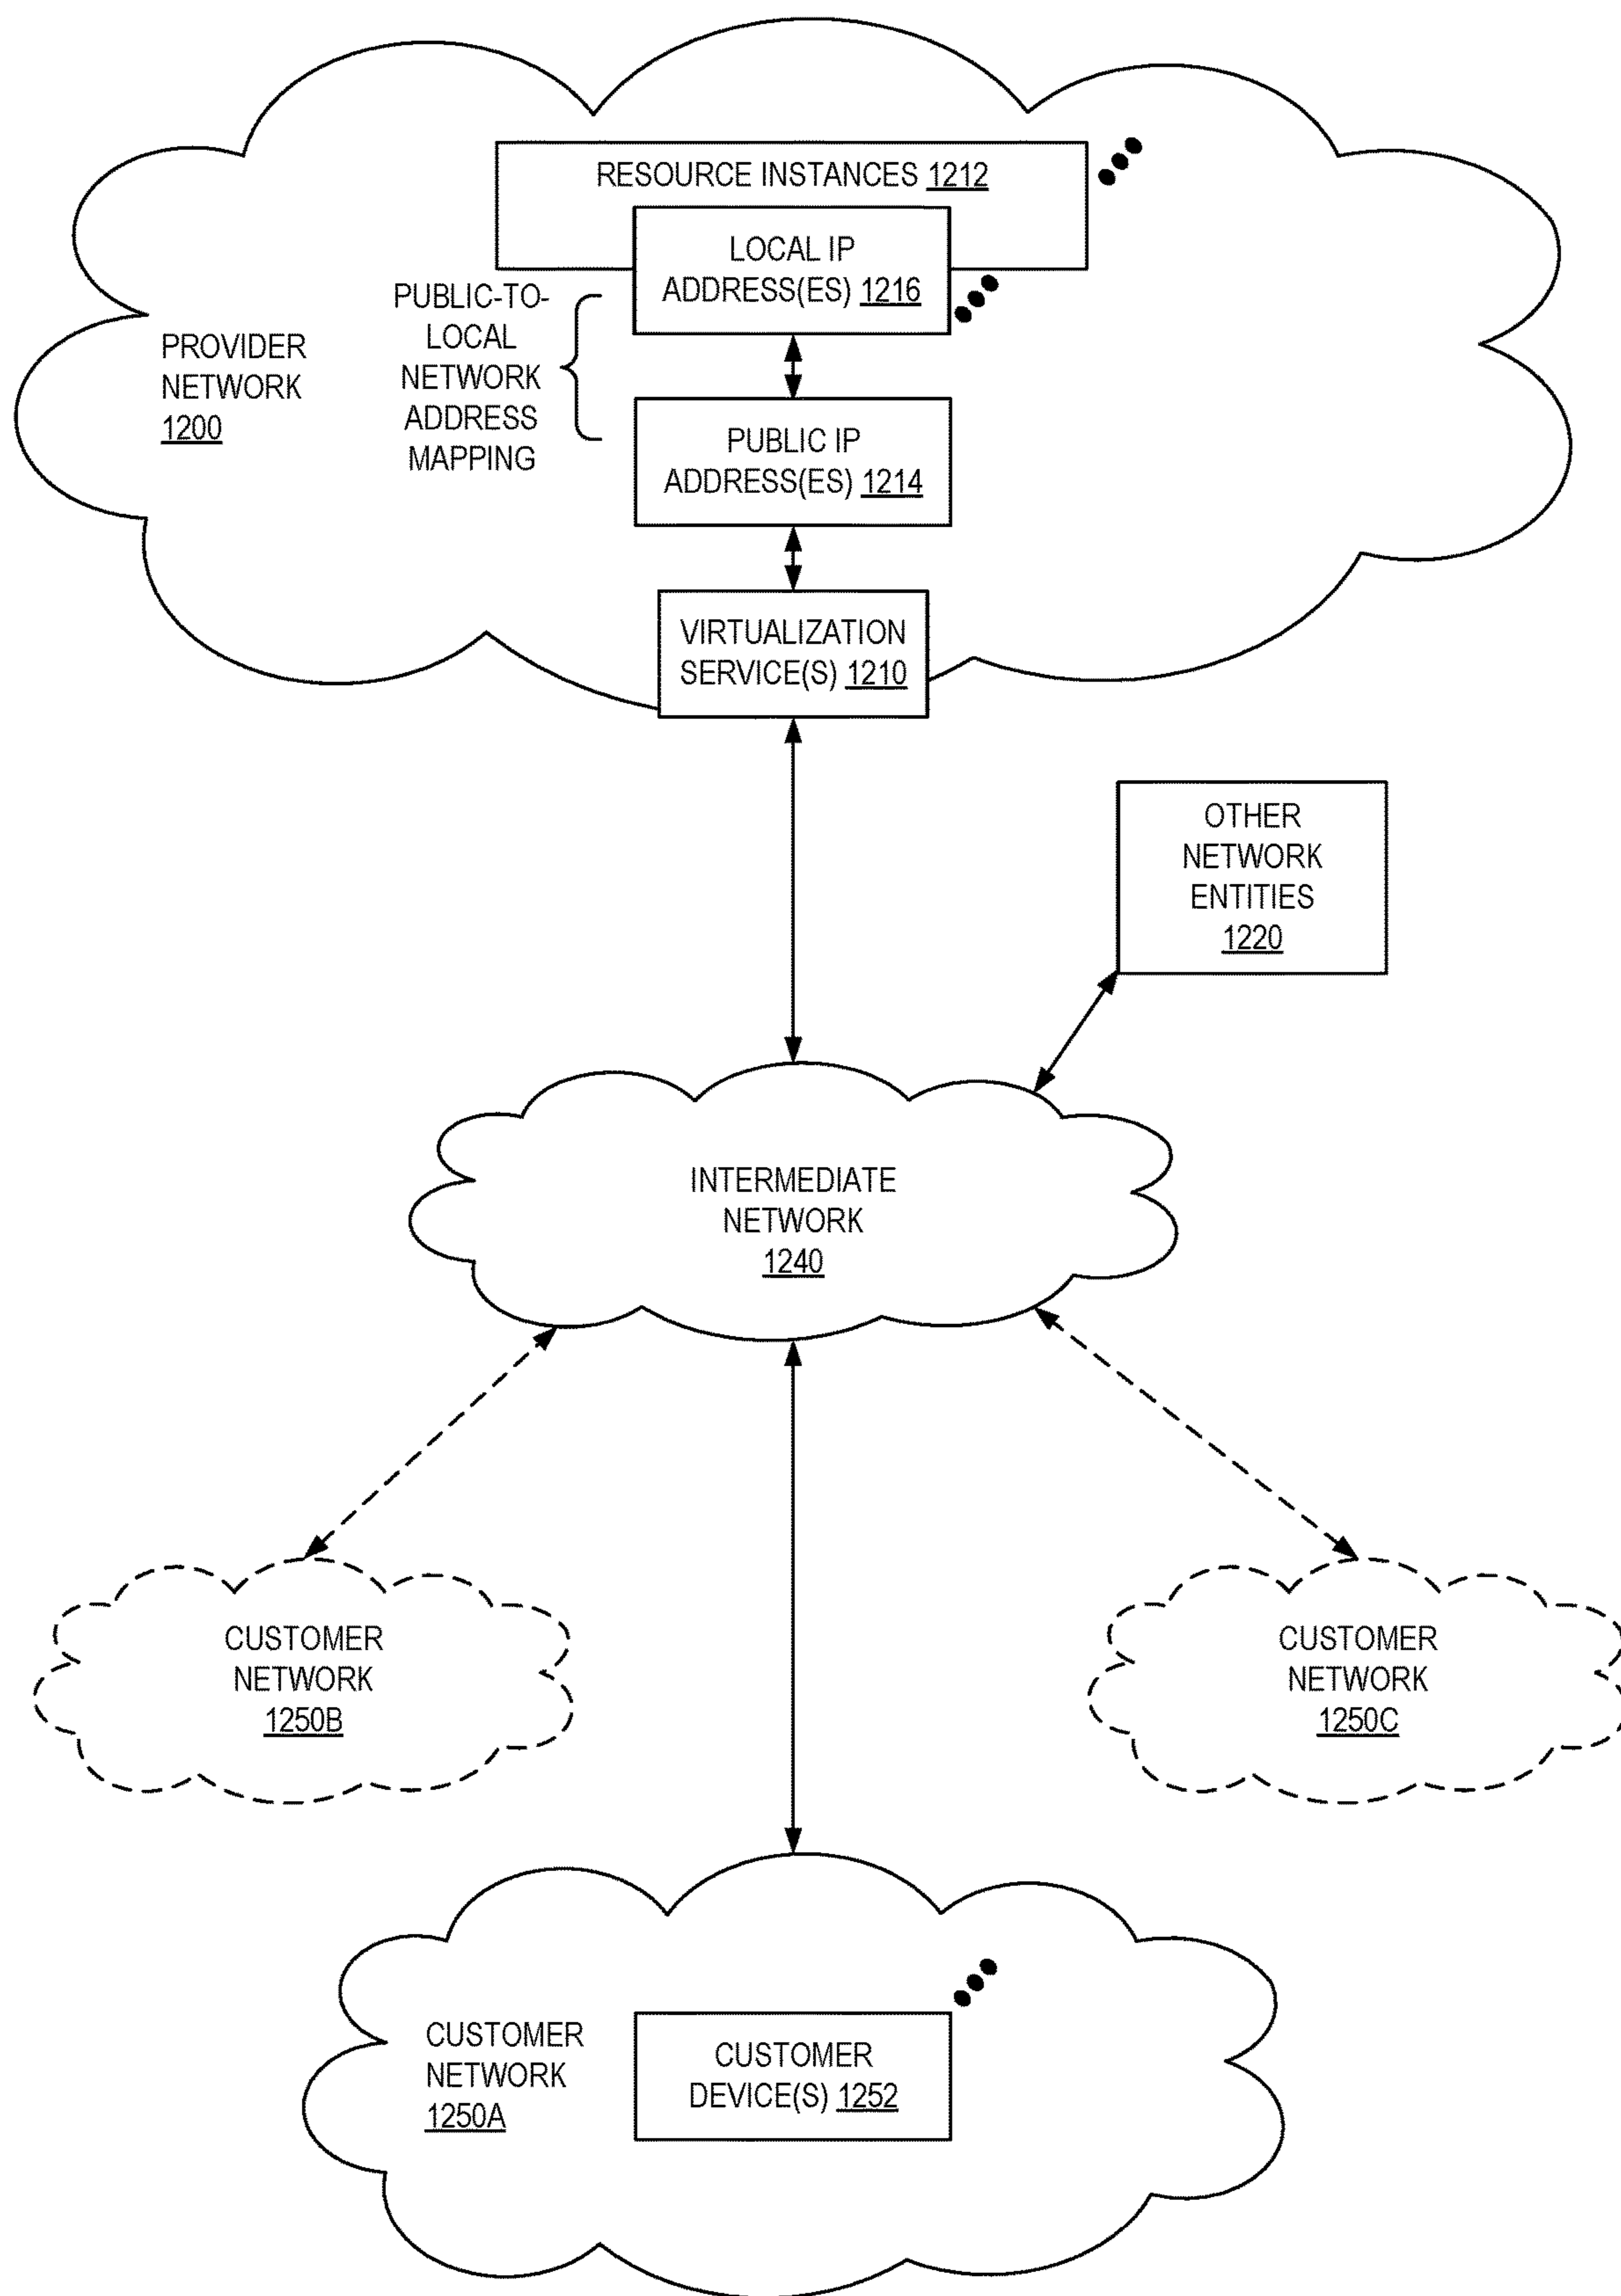 RESOURCE INSTANCES 1212
LOCAL IP
ADDRESS(ES) 1216
PUBLIC-TO-
LOCAL
NETWORK
ADDRESS
MAPPING
PROVIDER
NETWORK
1200
PUBLIC IP
ADDRESS(ES) 1214
VIRTUALIZATION
SERVICE(S) 1210
OTHER
NETWORK
ENTITIES
1220
INTERMEDIATE
NETWORK
1240
CUSTOMER
NETWORK
1250B
CUSTOMER
NETWORK
1250C
CUSTOMER
NETWORK
1250A
CUSTOMER
DEVICE(S) 1252